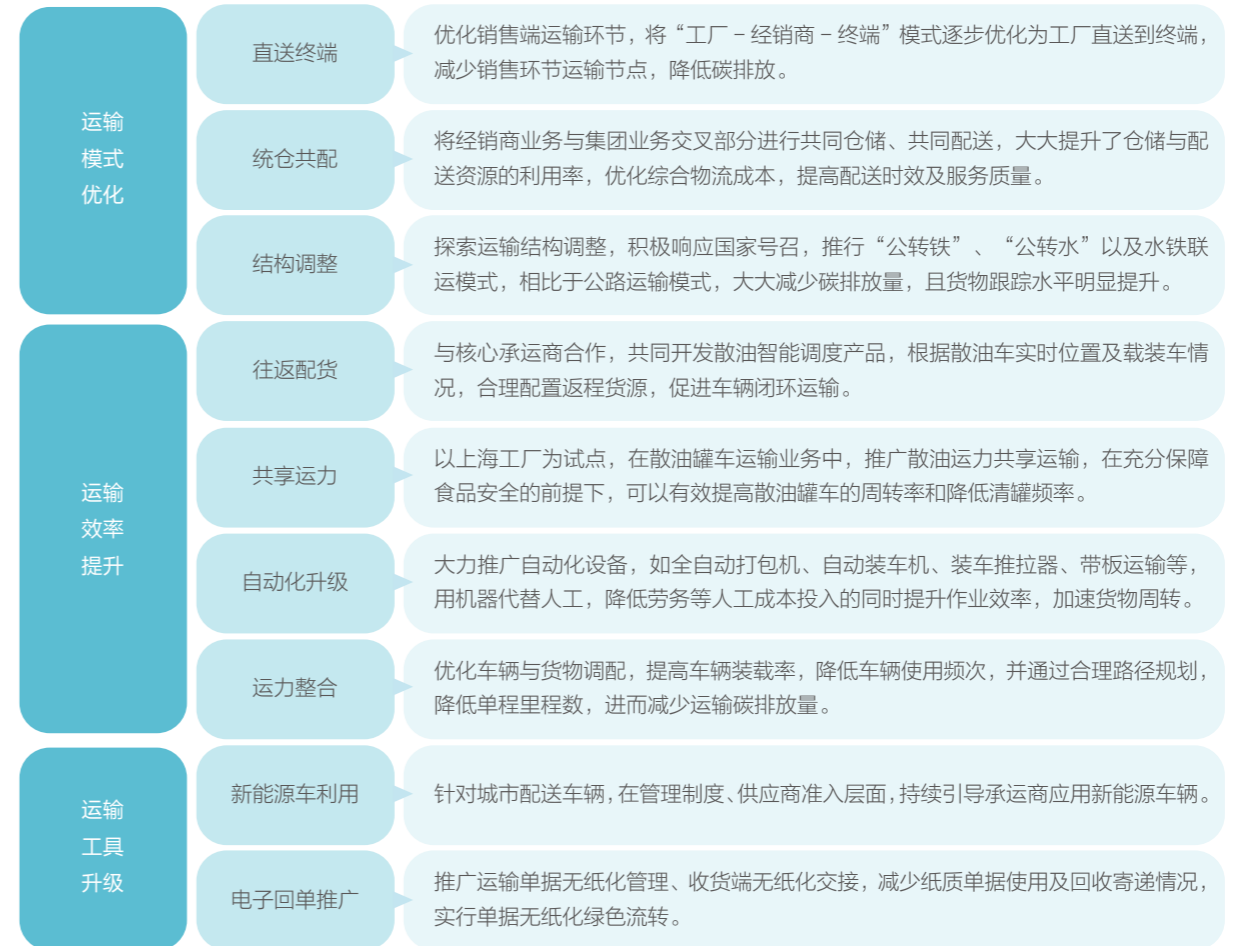 运输
模式
优化
直送终端
优化销售端运输环节，将“工厂－经销商－终端”模式逐步优化为工厂直送到终端，
减少销售环节运输节点，降低碳排放。
统仓共配
将经销商业务与集团业务交叉部分进行共同仓储、共同配送，大大提升了仓储与配
送资源的利用率，优化综合物流成本，提高配送时效及服务质量。
结构调整
探索运输结构调整，积极响应国家号召，推行“公转铁”、“公转水”以及水铁联
运模式，相比于公路运输模式，大大减少碳排放量，且货物跟踪水平明显提升。
运输
效率
提升
往返配货
与核心承运商合作，共同开发散油智能调度产品，根据散油车实时位置及载装车情
况，合理配置返程货源，促进车辆闭环运输。
共享运力
以上海工厂为试点，在散油罐车运输业务中，推广散油运力共享运输，在充分保障
食品安全的前提下，可以有效提高散油罐车的周转率和降低清罐频率。
自动化升级
大力推广自动化设备，如全自动打包机、自动装车机、装车推拉器、带板运输等，
用机器代替人工，降低劳务等人工成本投入的同时提升作业效率，加速货物周转。
运力整合
优化车辆与货物调配，提高车辆装载率，降低车辆使用频次，并通过合理路径规划，
降低单程里程数，进而减少运输碳排放量。
运输
工具
升级
新能源车利用
针对城市配送车辆，在管理制度、供应商准入层面，持续引导承运商应用新能源车辆。
电子回单推广
推广运输单据无纸化管理、收货端无纸化交接，减少纸质单据使用及回收寄递情况，
实行单据无纸化绿色流转。